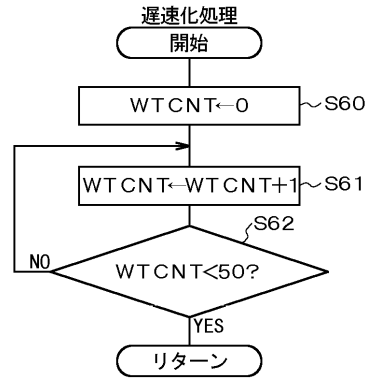 遅速化処理
開始
WTCNT←0
S60
WTCNT←WTCNT+1
S61
S62
WTCNT<50?
NO
YES
リターン